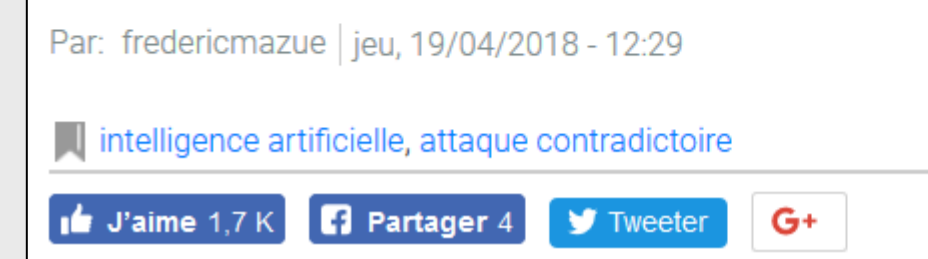 Par: fredericmazue jeu, 19/04/2018 - 12:29
intelligence artificielle, attaque contradictoire
J'aime 1,7 K Partager 4 Tweeter G+